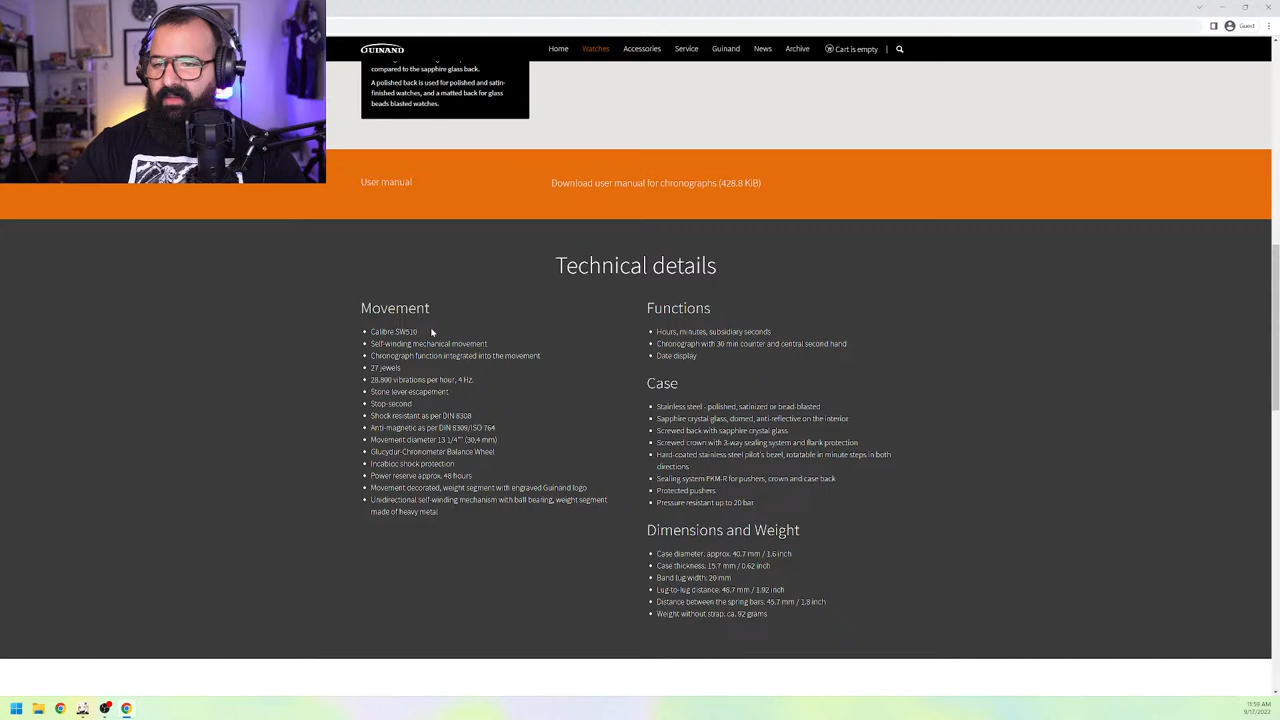 Guest
GUINAND
Home Watches Accessories Service Guinand News Archive Cart is empty
compared to the sapphire glass back.
A polished back is used for polished and satin-
finished watches, and a matted back for glass
beads blasted watches.
User manual
Download user manual for chronographs (428.8 KiB)
Technical details
Movement
• Calibre SW510
• Self-winding mechanical movement
• Chronograph function integrated into the movement
• 27 jewels
• 28.800 vibrations per hour, 4 Hz.
• Stone lever escapement
• Stop-second
• Shock resistant as per DIN 8308
• Anti-magnetic as per DIN 8309/ISO 764
• Movement diameter 13 1/4''' (30,4 mm)
• Glucydur-Chronometer Balance Wheel
• Incabloc shock protection
• Power reserve approx. 48 hours
• Movement decorated, weight segment with engraved Guinand logo
• Unidirectional self-winding mechanism with ball bearing, weight segment
made of heavy metal
Functions
• Hours, minutes, subsidiary seconds
• Chronograph with 30 min counter and central second hand
• Date display
Case
• Stainless steel - polished, satinized or bead-blasted
• Sapphire crystal glass, domed, anti-reflective on the interior
• Screwed back with sapphire crystal glass
• Screwed crown with 3-way sealing system and flank protection
• Hard-coated stainless steel pilot's bezel, rotatable in minute steps in both
directions
• Sealing system FKM-R for pushers, crown and case back
• Protected pushers
• Pressure resistant up to 20 bar
Dimensions and Weight
• Case diameter: approx. 40.7 mm / 1.6 inch
• Case thickness: 15.7 mm / 0.62 inch
• Band lug width: 20 mm
• Lug-to-lug distance: 48.7 mm / 1.92 inch
• Distance between the spring bars: 45.7 mm / 1.8 inch
• Weight without strap: ca. 92 grams
11:59 AM
9/17/2022